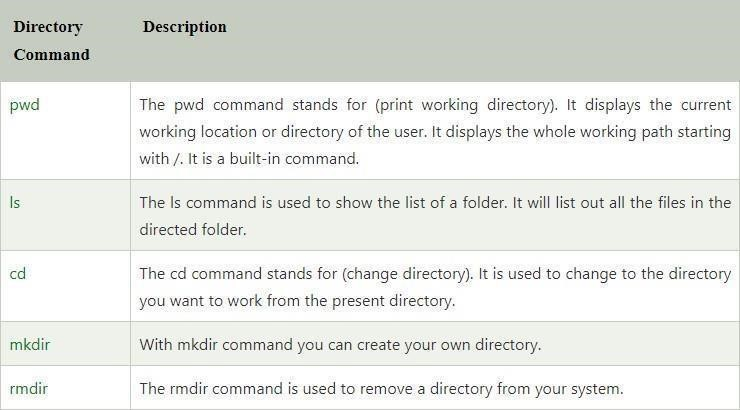 Directory Command
Description
pwd
The pwd command stands for (print working directory). It displays the current
working location or directory of the user. It displays the whole working path starting
with /. It is a built-in command.
ls
The ls command is used to show the list of a folder. It will list out all the files in the
directed folder.
cd
The cd command stands for (change directory). It is used to change to the directory
you want to work from the present directory.
mkdir
With mkdir command you can create your own directory.
rmdir
The rmdir command is used to remove a directory from your system.